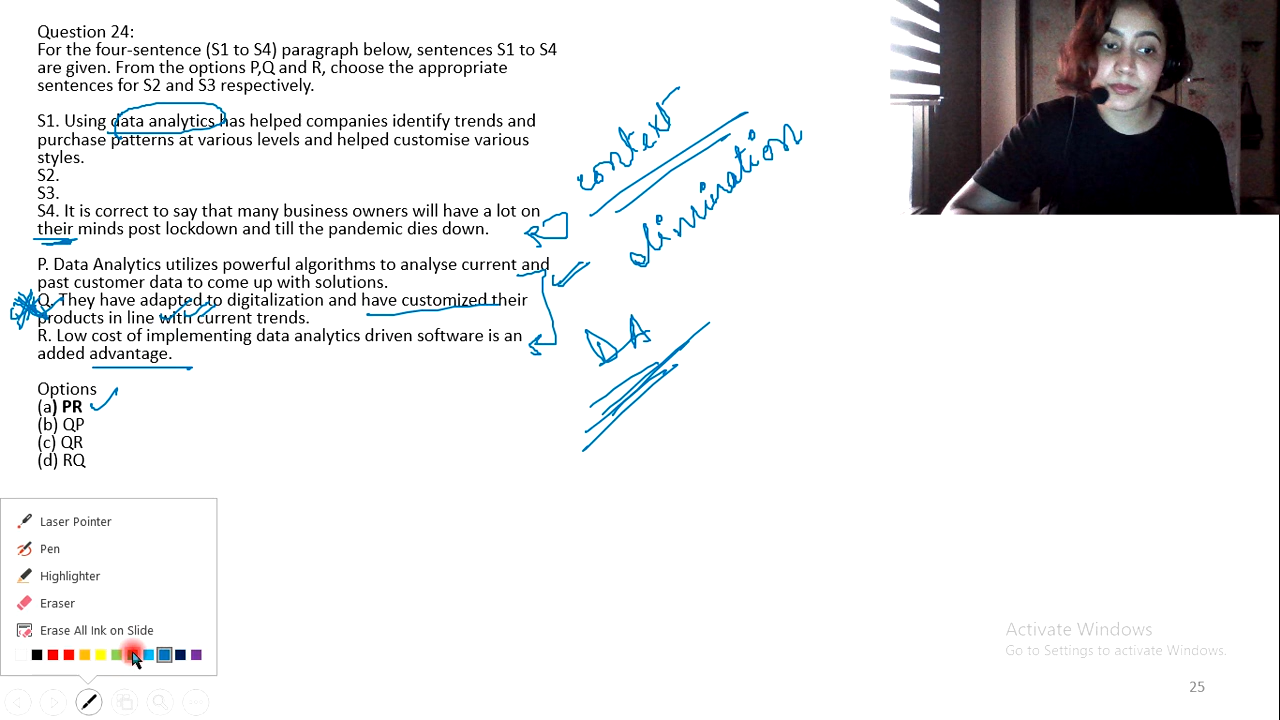 Question 24:
For the four-sentence (S1 to S4) paragraph below, sentences S1 to S4
are given. From the options P,Q and R, choose the appropriate
sentences for S2 and S3 respectively.
S1. Using data analytics has helped companies identify trends and
purchase patterns at various levels and helped customise various
styles.
S2.
S3.
S4. It is correct to say that many business owners will have a lot on
their minds post lockdown and till the pandemic dies down.
P. Data Analytics utilizes powerful algorithms to analyse current and
past customer data to come up with solutions.
Q. They have adapted to digitalization and have customized their
products in line with current trends.
R. Low cost of implementing data analytics driven software is an
added advantage.
Options
(a) PR
(b) QP
(c) QR
(d) RQ
context
elimination
DA
Laser Pointer
Pen
Highlighter
Eraser
Erase All Ink on Slide
Activate Windows
Go to Settings to activate Windows.
25